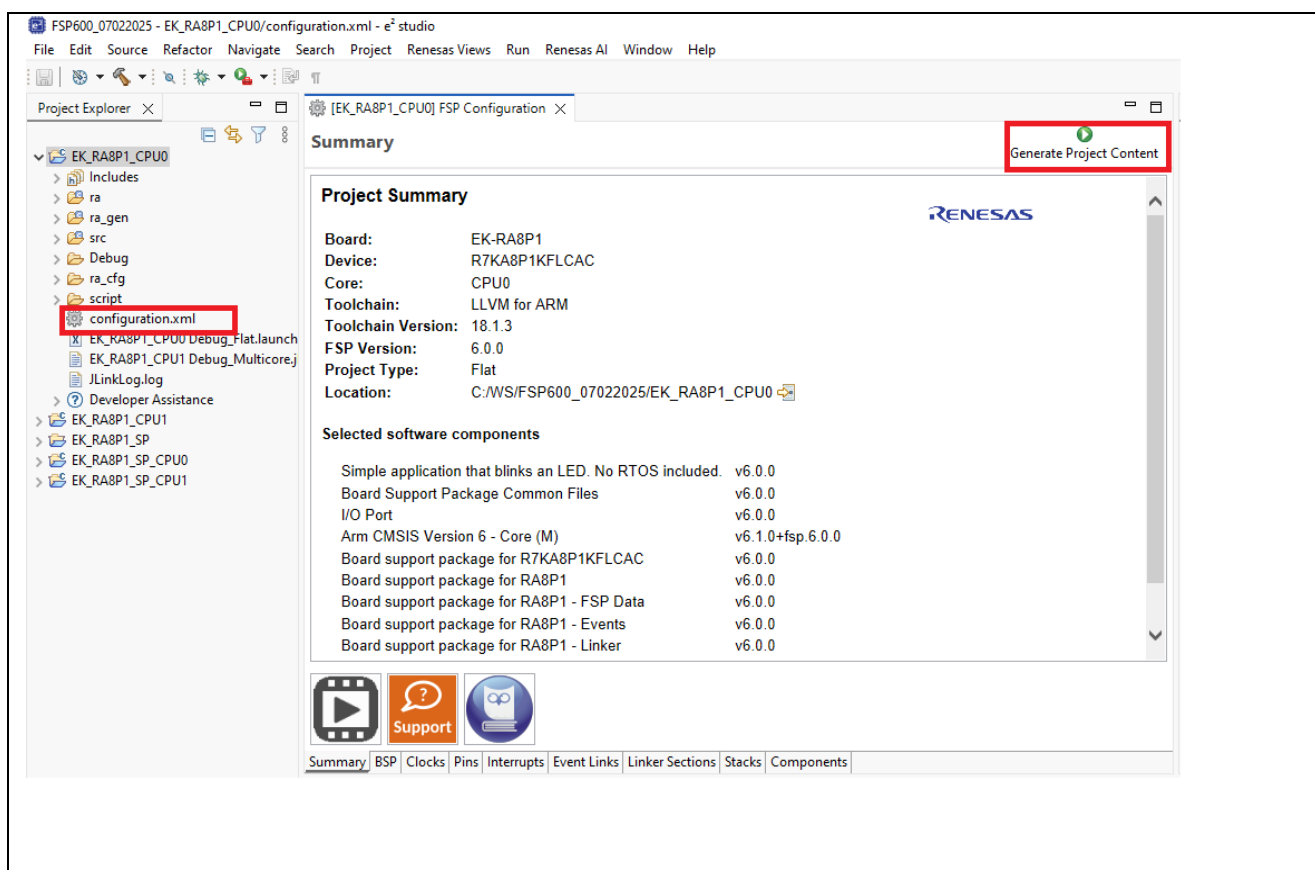 FSP600_07022025 - EK_RA8P1_CPU0/configuration.xml - e² studio
File Edit Source Refactor Navigate Search Project Renesas Views Run Renesas AI Window Help
Project Explorer
[EK_RA8P1_CPU0] FSP Configuration
Summary
Generate Project Content
EK_RA8P1_CPU0
Includes
ra
ra_gen
src
Debug
ra_cfg
script
configuration.xml
EK_RA8P1_CPU0 Debug_Flat.launch
EK_RA8P1_CPU1 Debug_Multicore.j
JLinkLog.log
Developer Assistance
EK_RA8P1_CPU1
EK_RA8P1_SP
EK_RA8P1_SP_CPU0
EK_RA8P1_SP_CPU1
Project Summary
RENESAS
Board: EK-RA8P1
Device: R7KA8P1KFLCAC
Core: CPU0
Toolchain: LLVM for ARM
Toolchain Version: 18.1.3
FSP Version: 6.0.0
Project Type: Flat
Location: C:/WS/FSP600_07022025/EK_RA8P1_CPU0
Selected software components
Simple application that blinks an LED. No RTOS included. v6.0.0
Board Support Package Common Files v6.0.0
I/O Port v6.0.0
Arm CMSIS Version 6 - Core (M) v6.1.0+fsp.6.0.0
Board support package for R7KA8P1KFLCAC v6.0.0
Board support package for RA8P1 v6.0.0
Board support package for RA8P1 - FSP Data v6.0.0
Board support package for RA8P1 - Events v6.0.0
Board support package for RA8P1 - Linker v6.0.0
Support
Summary BSP Clocks Pins Interrupts Event Links Linker Sections Stacks Components